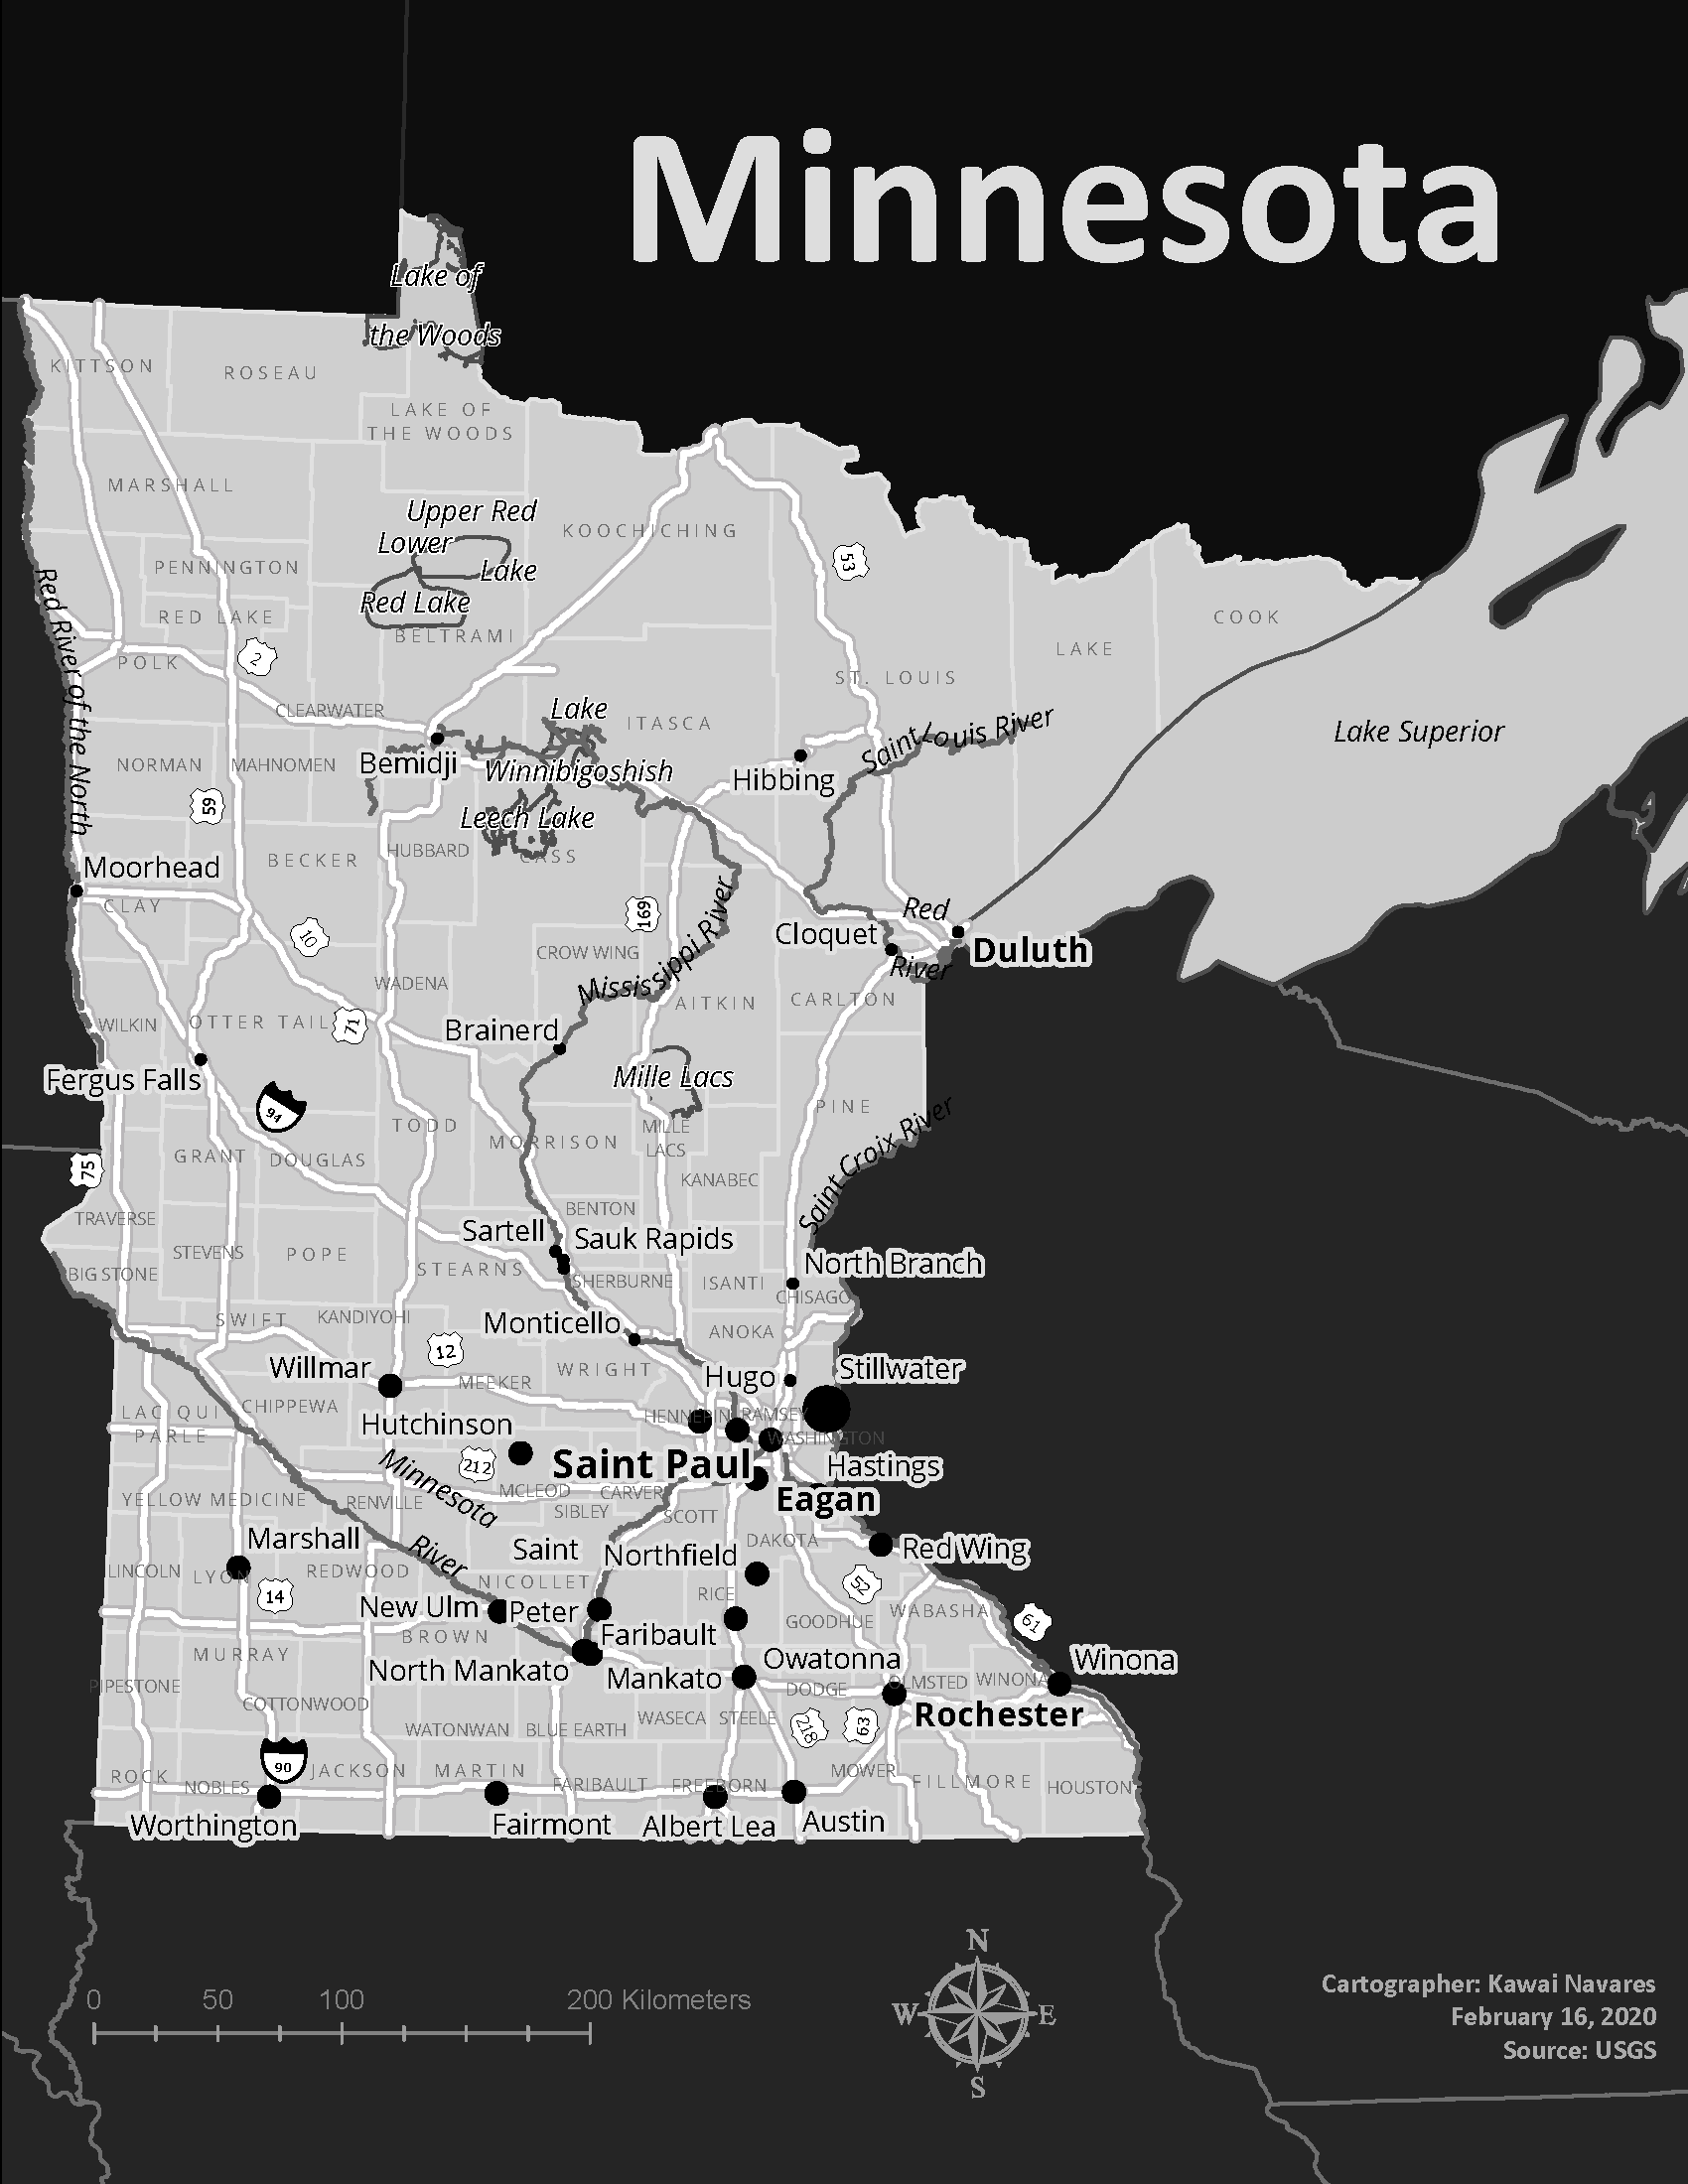 Minnesota
Lake of
the Woods
KITTSON
ROSEAU
LAKE OF
THE WOODS
MARSHALL
Upper Red
Lower
Lake
Red Lake
KOOCHICHING
53
PENNINGTON
RED LAKE
BELTRAMI
COOK
LAKE
Red River of the North
POLK
2
ST. LOUIS
CLEARWATER
Lake
Winnibigoshish
ITASCA
Saint Louis River
Lake Superior
NORMAN
MAHNOMEN
Bemidji
Hibbing
59
Leech Lake
CASS
HUBBARD
BECKER
Moorhead
CLAY
10
169
Mississippi River
Red
River
Cloquet
Duluth
CROW WING
WADENA
AITKIN
CARLTON
WILKIN
OTTER TAIL
71
Brainerd
Fergus Falls
Mille Lacs
94
PINE
Saint Croix River
TODD
MORRISON
MILLE
LACS
75
GRANT
DOUGLAS
KANABEC
BENTON
TRAVERSE
Sartell
Sauk Rapids
STEVENS
POPE
STEARNS
SHERBURNE
ISANTI
North Branch
CHISAGO
BIG STONE
SWIFT
KANDIYOHI
Monticello
ANOKA
12
Willmar
MEEKER
WRIGHT
Hugo
Stillwater
LAC QUI
PARLE
CHIPPEWA
Hutchinson
HENNEPIN
RAMSEY
WASHINGTON
212
Saint Paul
Hastings
Minnesota
River
YELLOW MEDICINE
RENVILLE
MCLEOD
CARVER
SIBLEY
SCOTT
Eagan
DAKOTA
Marshall
Saint
Peter
Northfield
Red Wing
LINCOLN
LYON
REDWOOD
NICOLLET
RICE
52
14
New Ulm
GOODHUE
WABASHA
61
BROWN
Faribault
MURRAY
North Mankato
Mankato
Owatonna
Winona
PIPESTONE
COTTONWOOD
DODGE
OLMSTED
WINONA
WATONWAN
BLUE EARTH
WASECA
STEELE
218
63
Rochester
90
ROCK
NOBLES
JACKSON
MARTIN
FARIBAULT
FREEBORN
MOWER
FILLMORE
HOUSTON
Worthington
Fairmont
Albert Lea
Austin
0 50 100 200 Kilometers
N
W E
S
Cartographer: Kawai Navares
February 16, 2020
Source: USGS